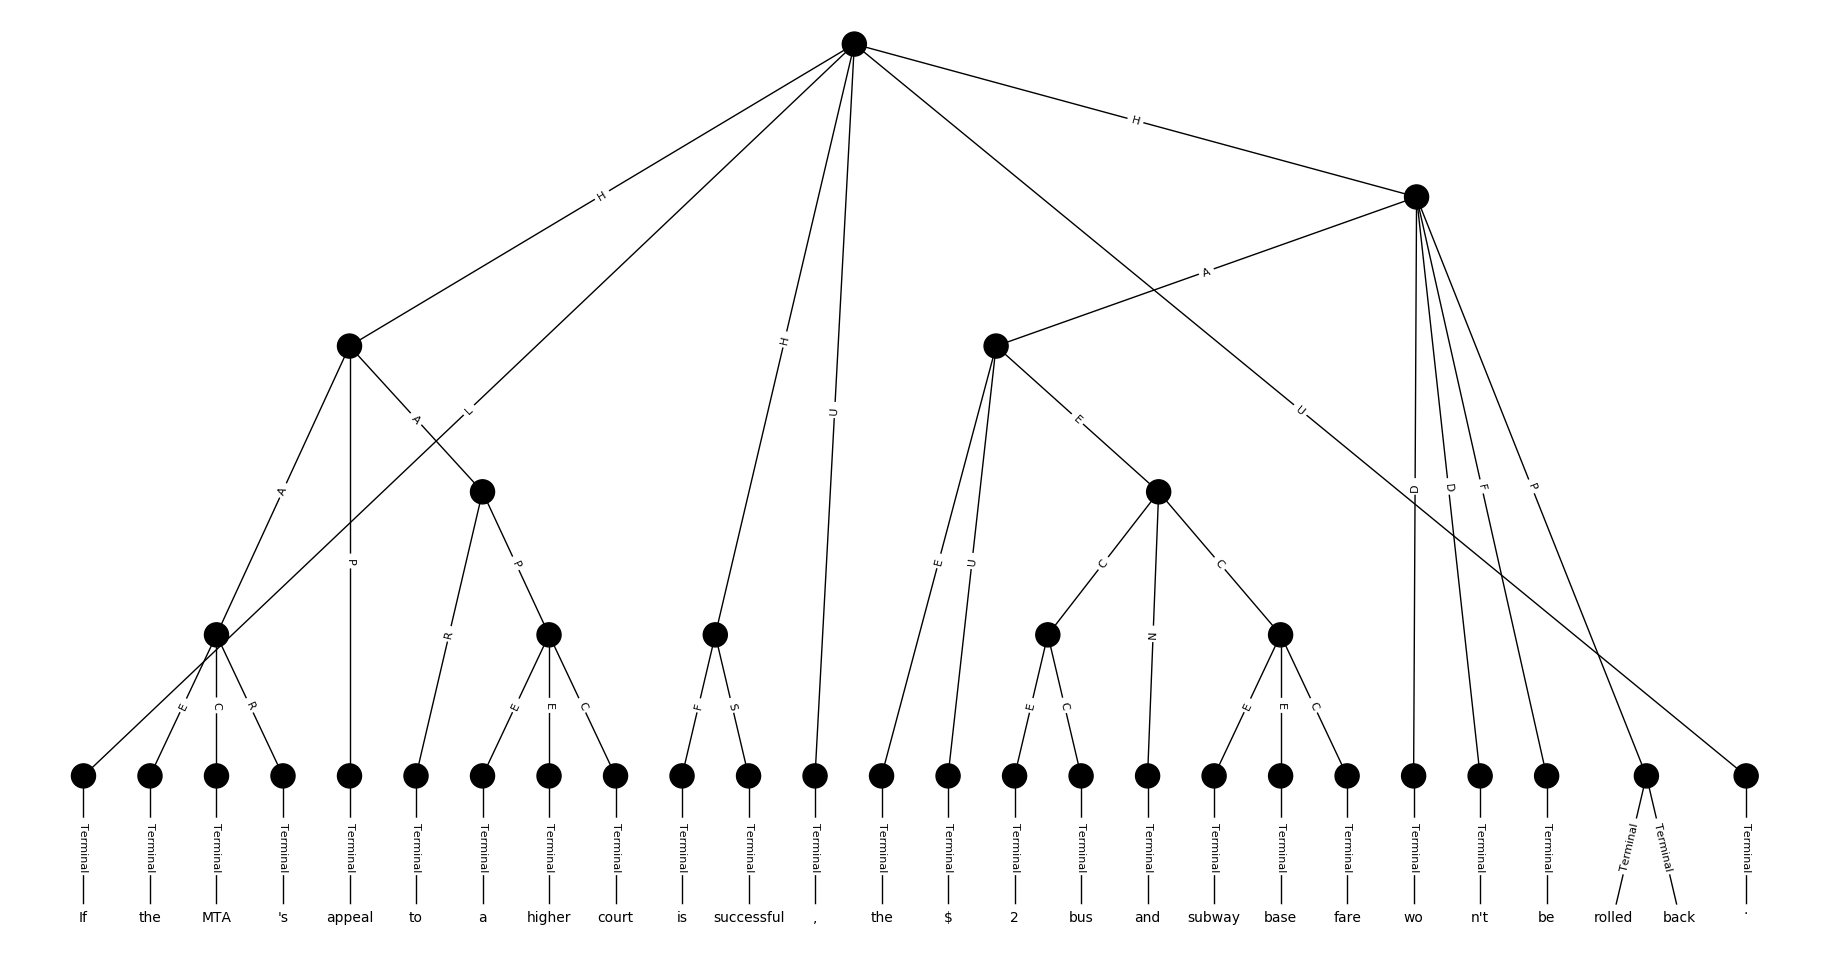 H
H
A
H
U
L
A
U
E
D
D
F
P
A
P
E
U
C
C
P
R
N
E
C
R
E
E
C
F
S
E
C
E
E
C
Terminal Terminal Terminal Terminal Terminal Terminal Terminal Terminal Terminal Terminal Terminal Terminal Terminal Terminal Terminal Terminal Terminal Terminal Terminal Terminal Terminal Terminal Terminal Terminal Terminal Terminal
If the MTA 's appeal to a higher court is successful , the $ 2 bus and subway base fare wo n't be rolled back .